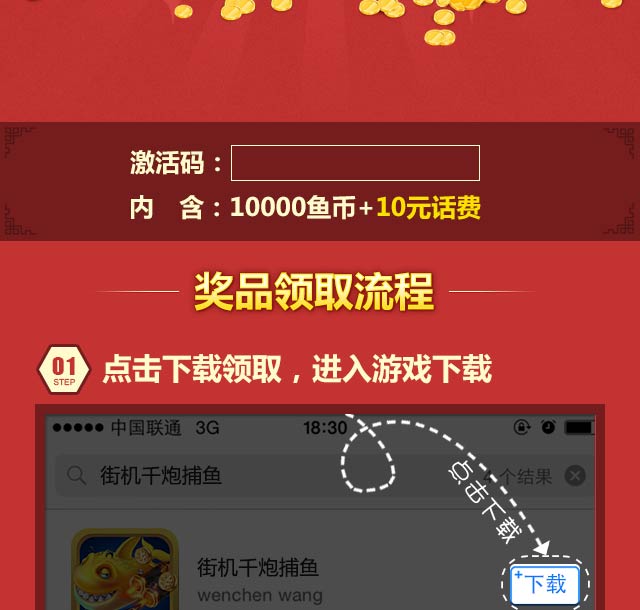 激活码：
内 含：10000鱼币+10元话费
奖品领取流程
01
STEP
点击下载领取，进入游戏下载
中国联通 3G 18:30
街机千炮捕鱼
个结果
点击下载
街机千炮捕鱼
wenchen wang
+下载